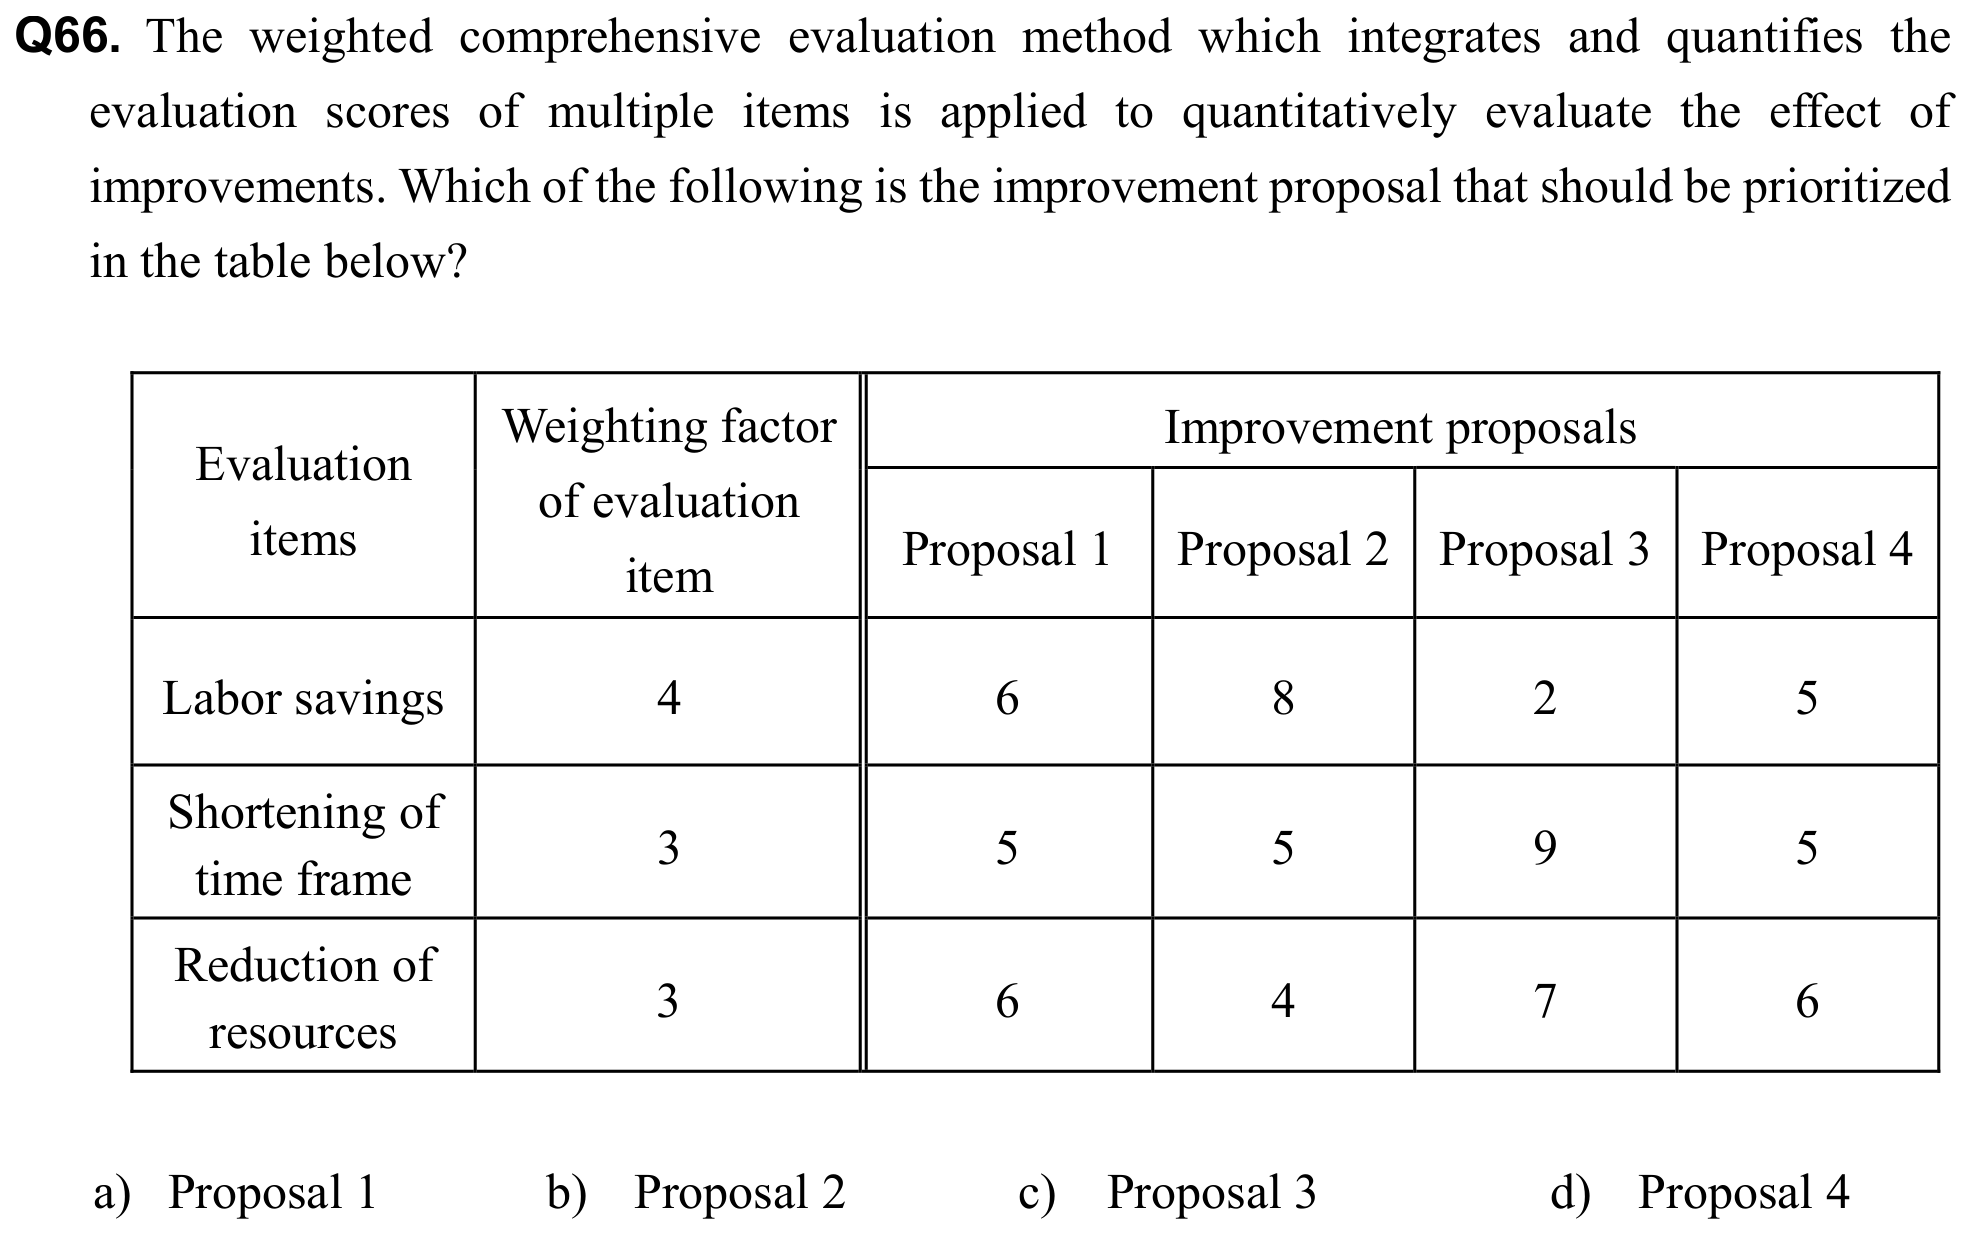 Q66. The weighted comprehensive evaluation method which integrates and quantifies the
evaluation scores of multiple items is applied to quantitatively evaluate the effect of
improvements. Which of the following is the improvement proposal that should be prioritized
in the table below?
Evaluation
items
Weighting factor
of evaluation
item
Improvement proposals
Proposal 1 Proposal 2 Proposal 3 Proposal 4
Labor savings 4 6 8 2 5
Shortening of
time frame
3 5 5 9 5
Reduction of
resources
3 6 4 7 6
a) Proposal 1 b) Proposal 2 c) Proposal 3 d) Proposal 4